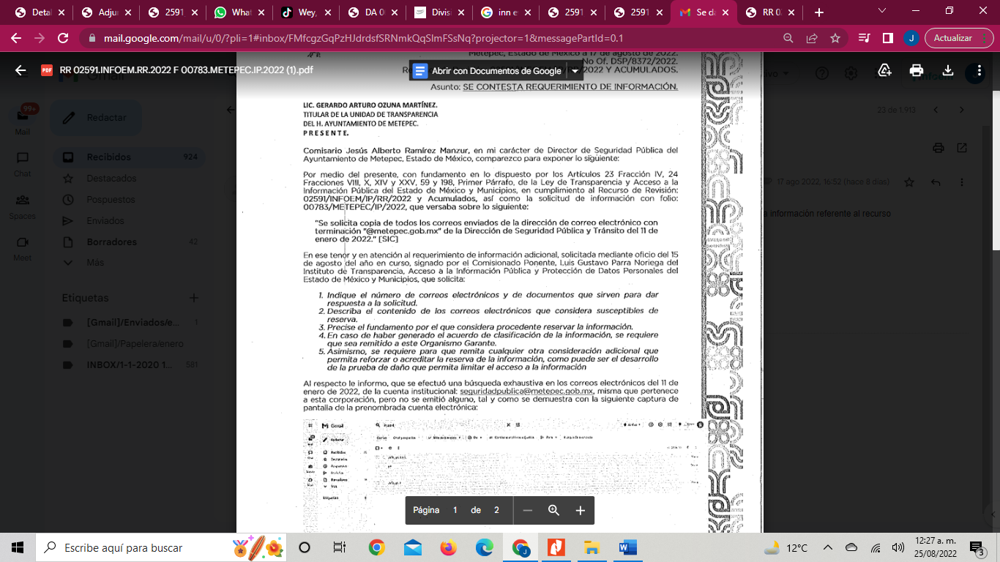 Detal
Adjun
2591_
What
Wey,
DA 0
Divisi
inn e
2591
2591
Se da
RR 02
mail.google.com/mail/u/0/?pli=1#inbox/FMfcgzGqPzHJdrdsfSRNmkQqSlmFSsNq?projector=1&messagePartId=0.1
J
Actualizar
PDF
RR 02591.INFOEM.RR.2022 F 00783.METEPEC.IP.2022 (1).pdf
Abrir con Documentos de Google
Metepec, Estado de México a 17 de agosto de 2022.
No Of. DSP/8372/2022.
/2022 Y ACUMULADOS.
Asunto: SE CONTESTA REQUERIMIENTO DE INFORMACIÓN.
LIC. GERARDO ARTURO OZUNA MARTÍNEZ.
TITULAR DE LA UNIDAD DE TRANSPARENCIA
DEL H. AYUNTAMIENTO DE METEPEC.
P R E S E N T E.
Comisario Jesús Alberto Ramírez Manzur, en mi carácter de Director de Seguridad Pública del
Ayuntamiento de Metepec, Estado de México, comparezco para exponer lo siguiente:
Por medio del presente, con fundamento en lo dispuesto por los Artículos 23 Fracción IV, 24
Fracciones VIII, X, XIV y XXV, 59 y 198, Primer Párrafo, de la Ley de Transparencia y Acceso a la
Información Pública del Estado de México y Municipios, en cumplimiento al Recurso de Revisión:
02591/INFOEM/IP/RR/2022 y Acumulados, así como la solicitud de información con folio:
00783/METEPEC/IP/2022, que versaba sobre lo siguiente:
"Se solicita copia de todos los correos enviados de la dirección de correo electrónico con
terminación "@metepec.gob.mx" de la Dirección de Seguridad Pública y Tránsito del 11 de
enero de 2022." [SIC]
En ese tenor y en atención al requerimiento de información adicional, solicitada mediante oficio del 15
de agosto del año en curso, signado por el Comisionado Ponente, Luis Gustavo Parra Noriega del
Instituto de Transparencia, Acceso a la Información Pública y Protección de Datos Personales del
Estado de México y Municipios, que solicita:
1. Indique el número de correos electrónicos y de documentos que sirven para dar
respuesta a la solicitud.
2. Describa el contenido de los correos electrónicos que considera susceptibles de
reserva.
3. Precise el fundamento por el que considera procedente reservar la información.
4. En caso de haber generado el acuerdo de clasificación de la información, se requiere
que sea remitido a este Organismo Garante.
5. Asimismo, se requiere para que remita cualquier otra consideración adicional que
permita reforzar o acreditar la reserva de la información, como puede ser el desarrollo
de la prueba de daño que permita limitar el acceso a la información
Al respecto le informo, que se efectuó una búsqueda exhaustiva en los correos electrónicos del 11 de
enero de 2022, de la cuenta institucional: seguridadpublica@metepec.gob.mx, misma que pertenece
a esta corporación, pero no se emitió alguno, tal y como se demuestra con la siguiente captura de
pantalla de la prenombrada cuenta electrónica:
Gmail
Página 1 de 2
99+
Mail
Chat
Spaces
Meet
Redactar
Recibidos 924
Destacados
Pospuestos
Enviados
Borradores 42
Más
Etiquetas
[Gmail]/Enviados/e... 1
[Gmail]/Papelera/enero
INBOX/1-1-2020 1... 581
23 de 1,913
17 ago 2022, 16:52 (hace 8 días)
a información referente al recurso
Escribe aquí para buscar
12°C
12:27 a. m.
25/08/2022
3